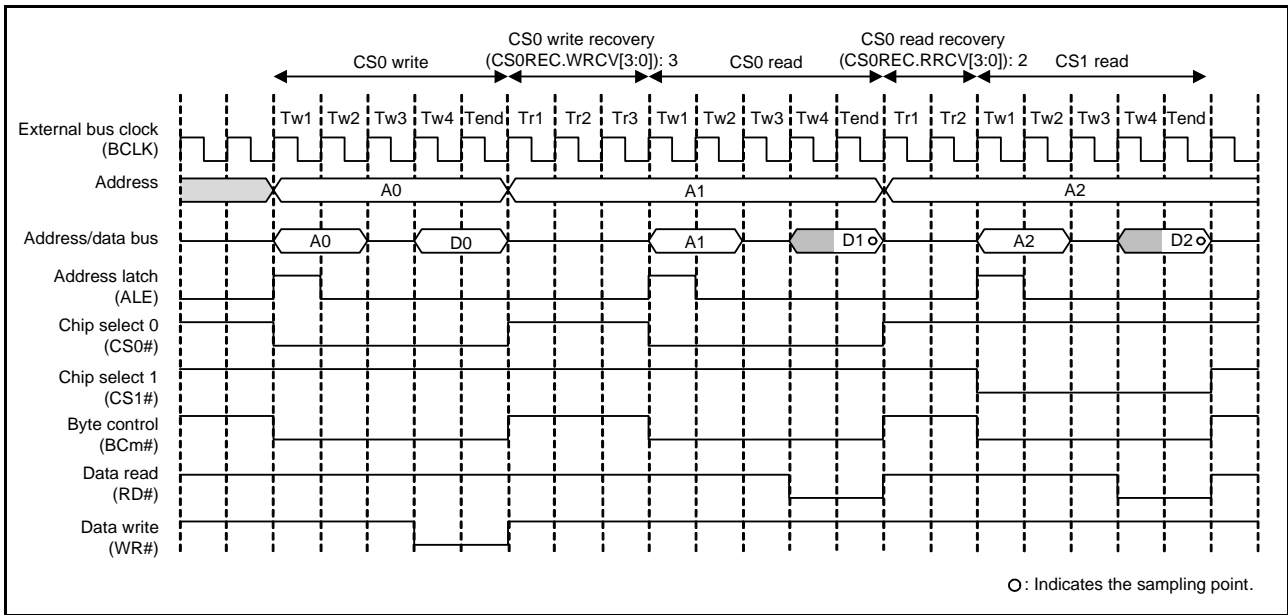 CS0 write
CS0 write recovery
(CS0REC.WRCV[3:0]): 3
CS0 read
CS0 read recovery
(CS0REC.RRCV[3:0]): 2
CS1 read
Tw1 Tw2 Tw3 Tw4 Tend Tr1 Tr2 Tr3 Tw1 Tw2 Tw3 Tw4 Tend Tr1 Tr2 Tw1 Tw2 Tw3 Tw4 Tend
External bus clock
(BCLK)
Address
A0 A1 A2
Address/data bus
A0 D0 A1 D1 A2 D2
Address latch
(ALE)
Chip select 0
(CS0#)
Chip select 1
(CS1#)
Byte control
(BCm#)
Data read
(RD#)
Data write
(WR#)
: Indicates the sampling point.